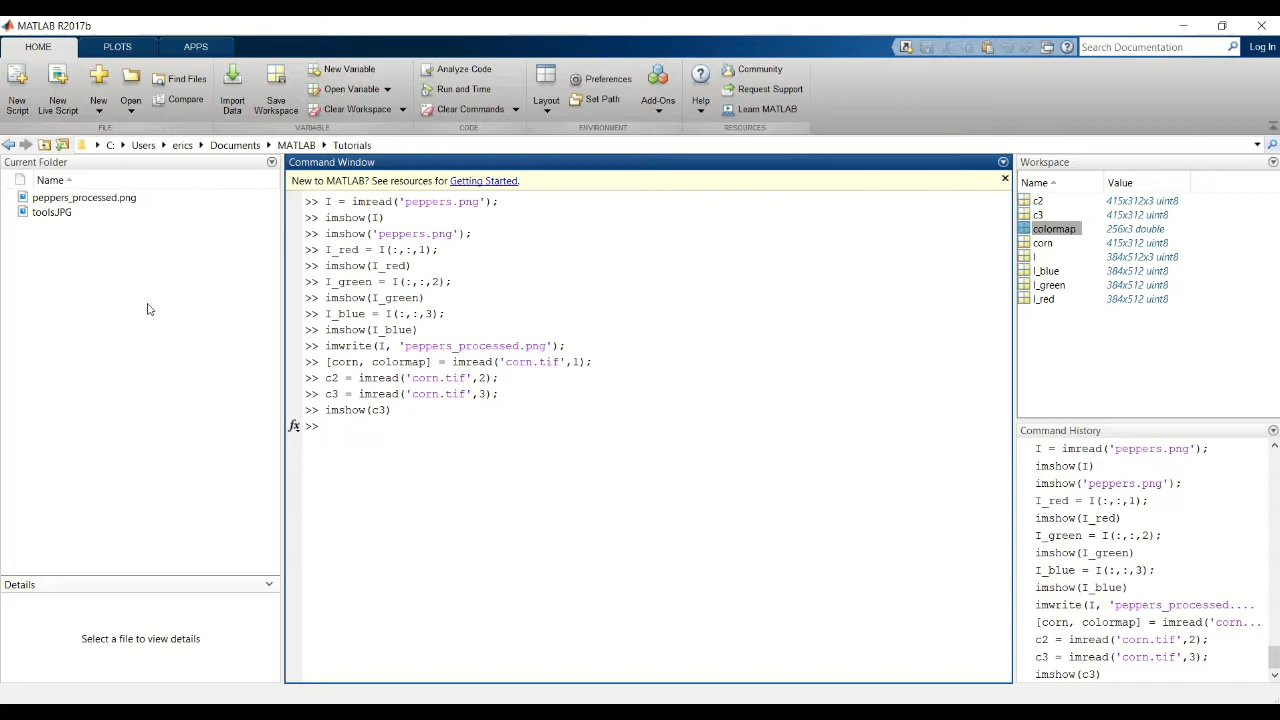 MATLAB R2017b
HOME PLOTS APPS
Search Documentation Log In
New Script
New Live Script
New
Open
Find Files
Compare
FILE
Import Data
Save Workspace
New Variable
Open Variable
Clear Workspace
VARIABLE
Analyze Code
Run and Time
Clear Commands
CODE
Layout
Preferences
Set Path
Add-Ons
ENVIRONMENT
Help
Community
Request Support
Learn MATLAB
RESOURCES
C: Users erics Documents MATLAB Tutorials
Current Folder
Name
peppers_processed.png
toolsJPG
Details
Select a file to view details
Command Window
New to MATLAB? See resources for Getting Started.
>> I = imread('peppers.png');
>> imshow(I)
>> imshow('peppers.png');
>> I_red = I(:,:,1);
>> imshow(I_red)
>> I_green = I(:,:,2);
>> imshow(I_green)
>> I_blue = I(:,:,3);
>> imshow(I_blue)
>> imwrite(I, 'peppers_processed.png');
>> [corn, colormap] = imread('corn.tif',1);
>> c2 = imread('corn.tif',2);
>> c3 = imread('corn.tif',3);
>> imshow(c3)
fx >>
Workspace
Name Value
c2 415x312x3 uint8
c3 415x312 uint8
colormap 256x3 double
corn 415x312 uint8
I 384x512x3 uint8
I_blue 384x512 uint8
I_green 384x512 uint8
I_red 384x512 uint8
Command History
I = imread('peppers.png');
imshow(I)
imshow('peppers.png');
I_red = I(:,:,1);
imshow(I_red)
I_green = I(:,:,2);
imshow(I_green)
I_blue = I(:,:,3);
imshow(I_blue)
imwrite(I, 'peppers_processed....
[corn, colormap] = imread('corn...
c2 = imread('corn.tif',2);
c3 = imread('corn.tif',3);
imshow(c3)